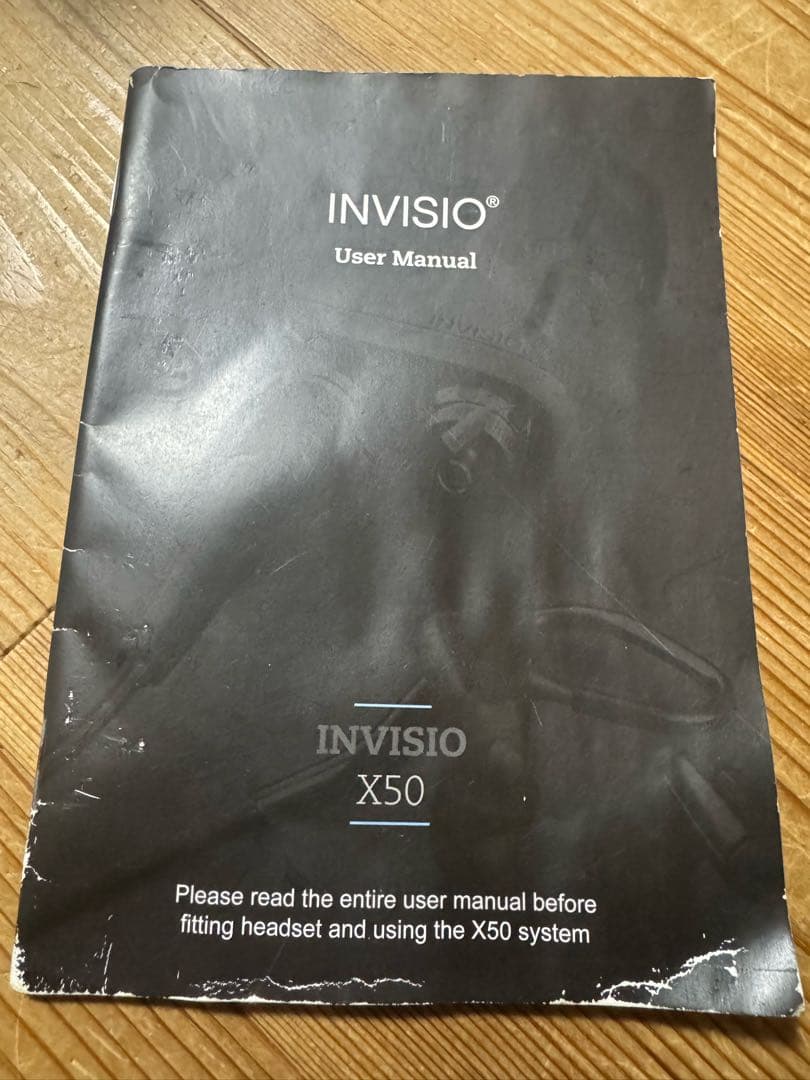 INVISIO®
User Manual
INVISIO
X50
Please read the entire user manual before
fitting headset and using the X50 system